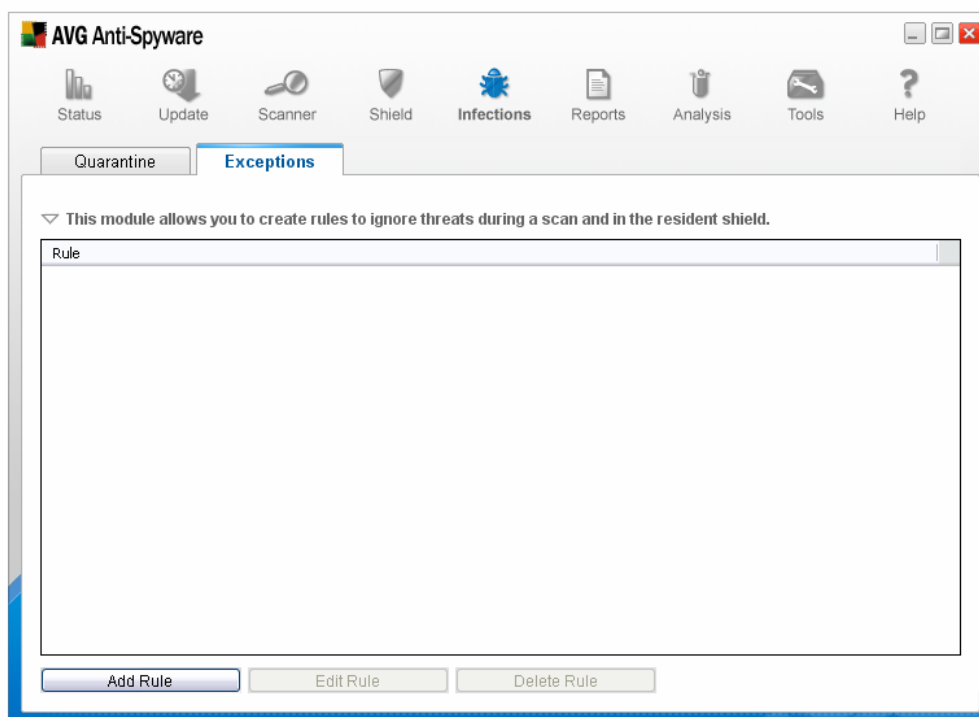 AVG Anti-Spyware
Status Update Scanner Shield Infections Reports Analysis Tools Help
Quarantine Exceptions
This module allows you to create rules to ignore threats during a scan and in the resident shield.
Rule
Add Rule Edit Rule Delete Rule